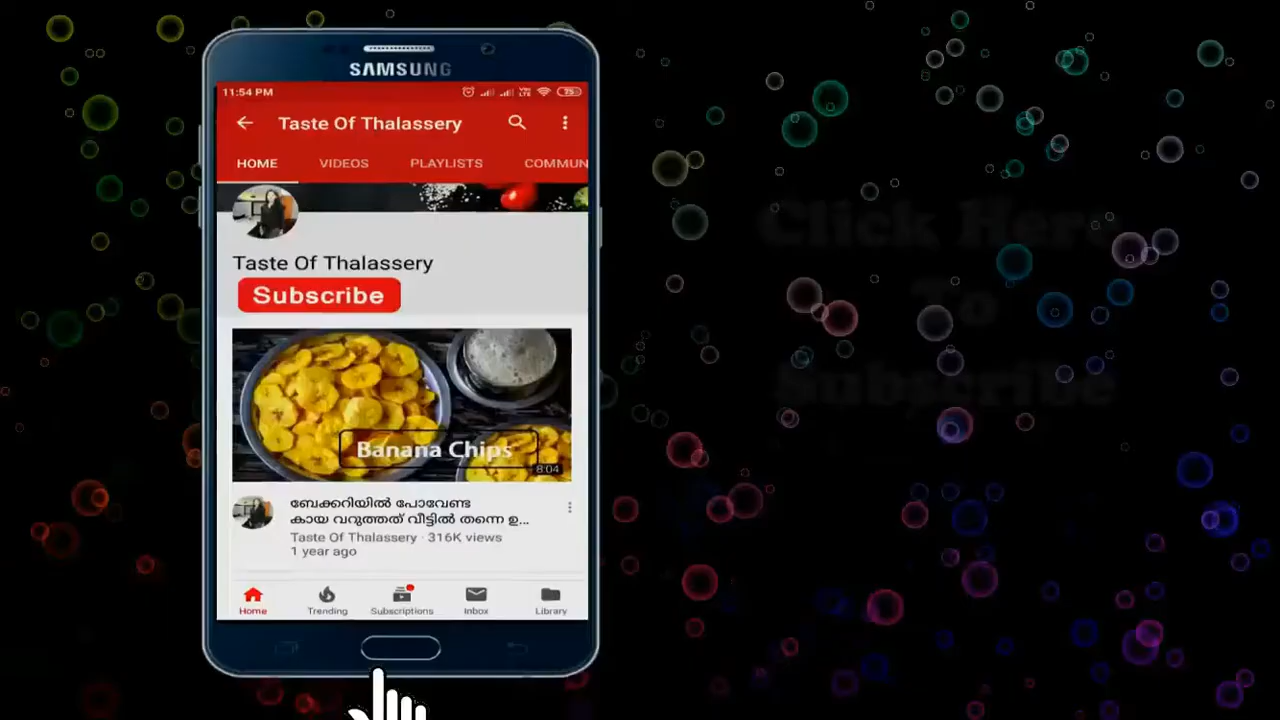 SAMSUNG
11:54 PM
75
Taste Of Thalassery
HOME VIDEOS PLAYLISTS COMMUN
Taste Of Thalassery
Subscribe
Banana Chips
8:04
ബേക്കറിയിൽ പോവേണ്ട
കായ വറുത്തത് വീട്ടിൽ തന്നെ ഉ...
Taste Of Thalassery · 316K views
1 year ago
Home Trending Subscriptions Inbox Library
Click Here
To
Subscribe